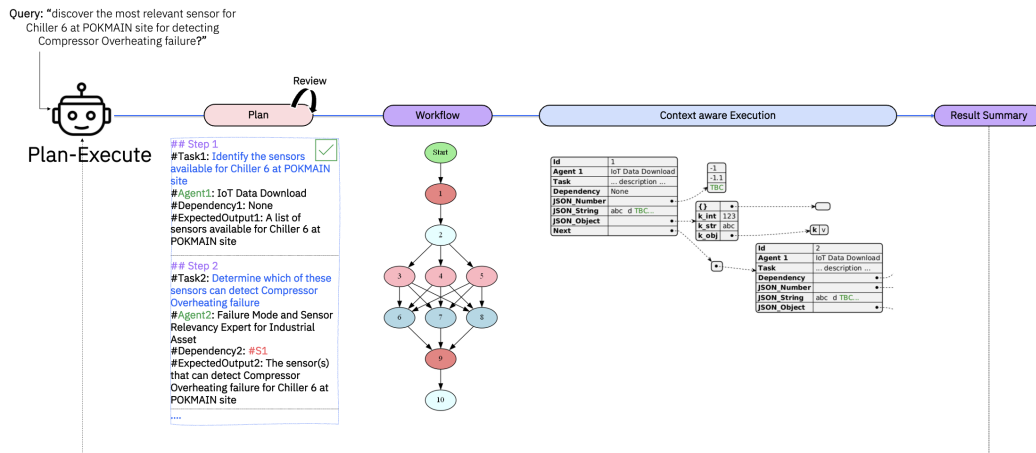 Query: “discover the most relevant sensor for
Chiller 6 at POKMAIN site for detecting
Compressor Overheating failure?”
Review
Plan
Workflow
Context aware Execution
Result Summary
Plan-Execute
## Step 1
#Task1: Identify the sensors
available for Chiller 6 at POKMAIN
site
#Agent1: IoT Data Download
#Dependency1: None
#ExpectedOutput1: A list of
sensors available for Chiller 6 at
POKMAIN site
## Step 2
#Task2: Determine which of these
sensors can detect Compressor
Overheating failure
#Agent2: Failure Mode and Sensor
Relevancy Expert for Industrial
Asset
#Dependency2: #S1
#ExpectedOutput2: The sensor(s)
that can detect Compressor
Overheating failure for Chiller 6 at
POKMAIN site
....
Start
1
2
3 4 5
6 7 8
9
10
Id 1
Agent 1 IoT Data Download
Task ... description ...
Dependency None
JSON_Number
JSON_String abc d TBC...
JSON_Object
Next
-1
-1.1
TBC
{}
k_int 123
k_str abc
k_obj
k v
Id 2
Agent 1 IoT Data Download
Task ... description ...
Dependency
JSON_Number
JSON_String abc d TBC...
JSON_Object